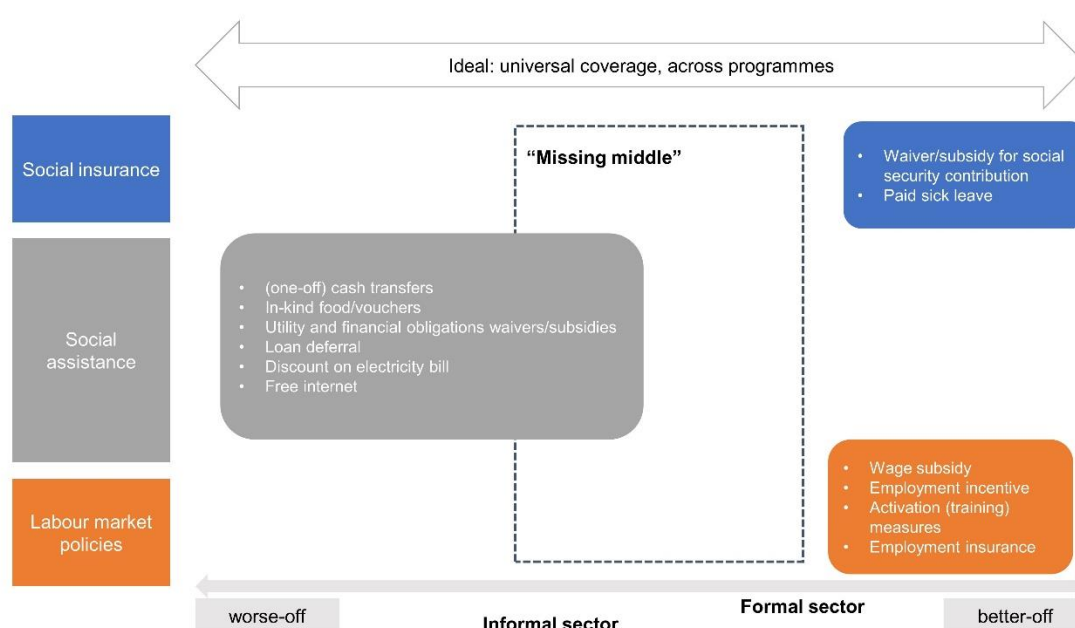 Ideal: universal coverage, across programmes
Social insurance
“Missing middle”
• Waiver/subsidy for social
security contribution
• Paid sick leave
Social
assistance
• (one-off) cash transfers
• In-kind food/vouchers
• Utility and financial obligations waivers/subsidies
• Loan deferral
• Discount on electricity bill
• Free internet
Labour market
policies
• Wage subsidy
• Employment incentive
• Activation (training)
measures
• Employment insurance
worse-off
Informal sector
Formal sector
better-off